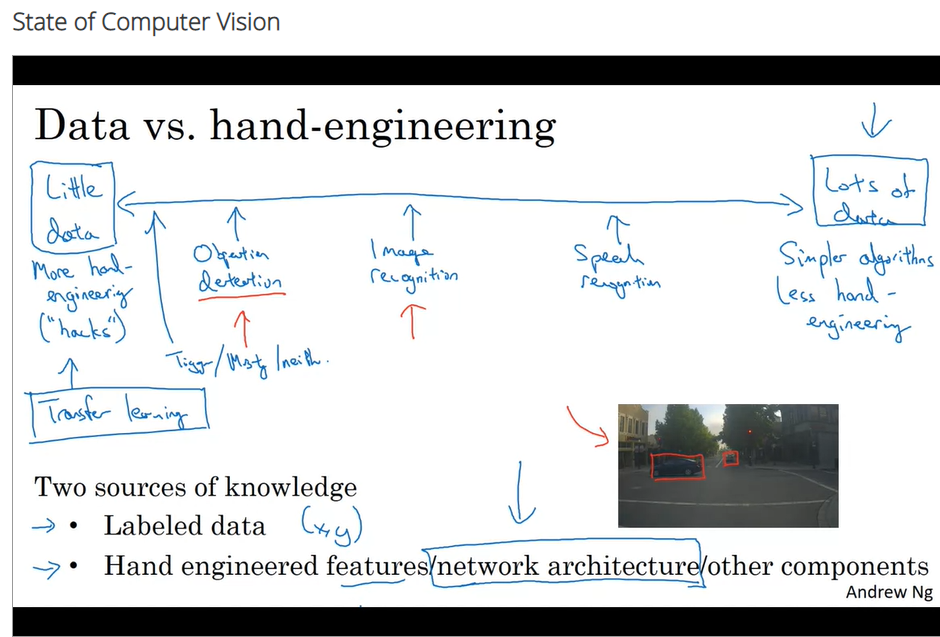 State of Computer Vision
Data vs. hand-engineering
Little
data
Lots of
data
More hand-
engineering
("hacks")
Objection
detection
Image
recognition
Speech
recognition
Simpler algorithms
Less hand-
engineering
Tigger/Misty/neith.
Transfer learning
Two sources of knowledge
→ • Labeled data (x,y)
→ • Hand engineered features/network architecture/other components
Andrew Ng